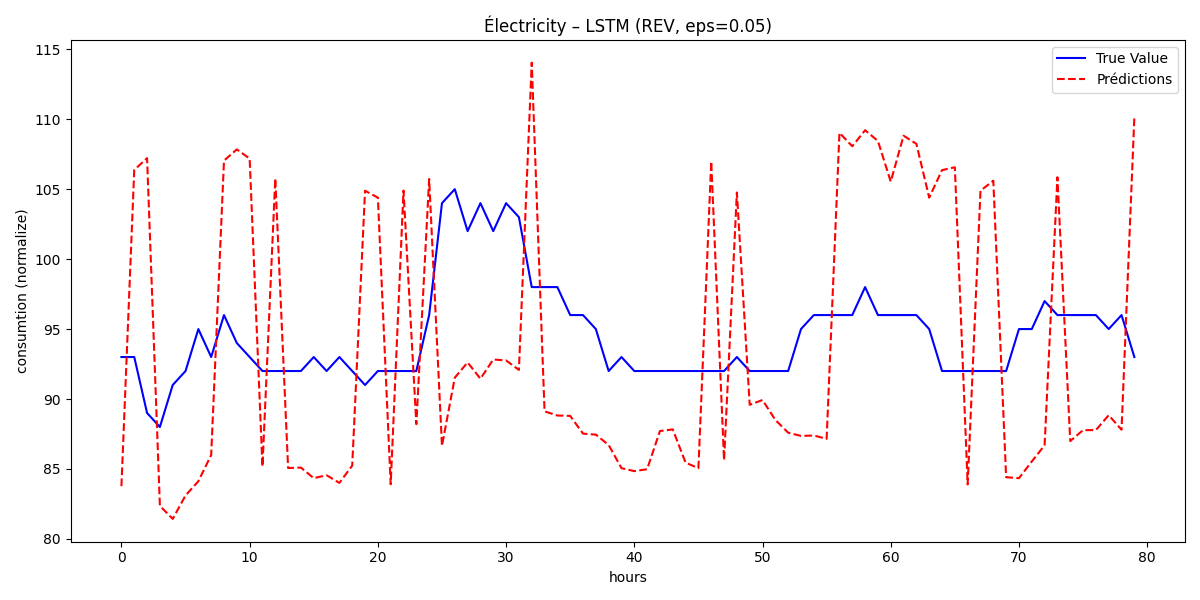 Électricity – LSTM (REV, eps=0.05)
True Value
Prédictions
consumtion (normalize)
115
110
105
100
95
90
85
80
0 10 20 30 40 50 60 70 80
hours